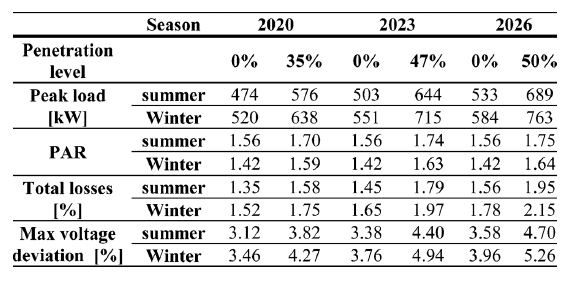 Season 2020 2023 2026
Penetration level 0% 35% 0% 47% 0% 50%
Peak load [kW] summer 474 576 503 644 533 689
Winter 520 638 551 715 584 763
PAR summer 1.56 1.70 1.56 1.74 1.56 1.75
Winter 1.42 1.59 1.42 1.63 1.42 1.64
Total losses [%] summer 1.35 1.58 1.45 1.79 1.56 1.95
Winter 1.52 1.75 1.65 1.97 1.78 2.15
Max voltage deviation [%] summer 3.12 3.82 3.38 4.40 3.58 4.70
Winter 3.46 4.27 3.76 4.94 3.96 5.26